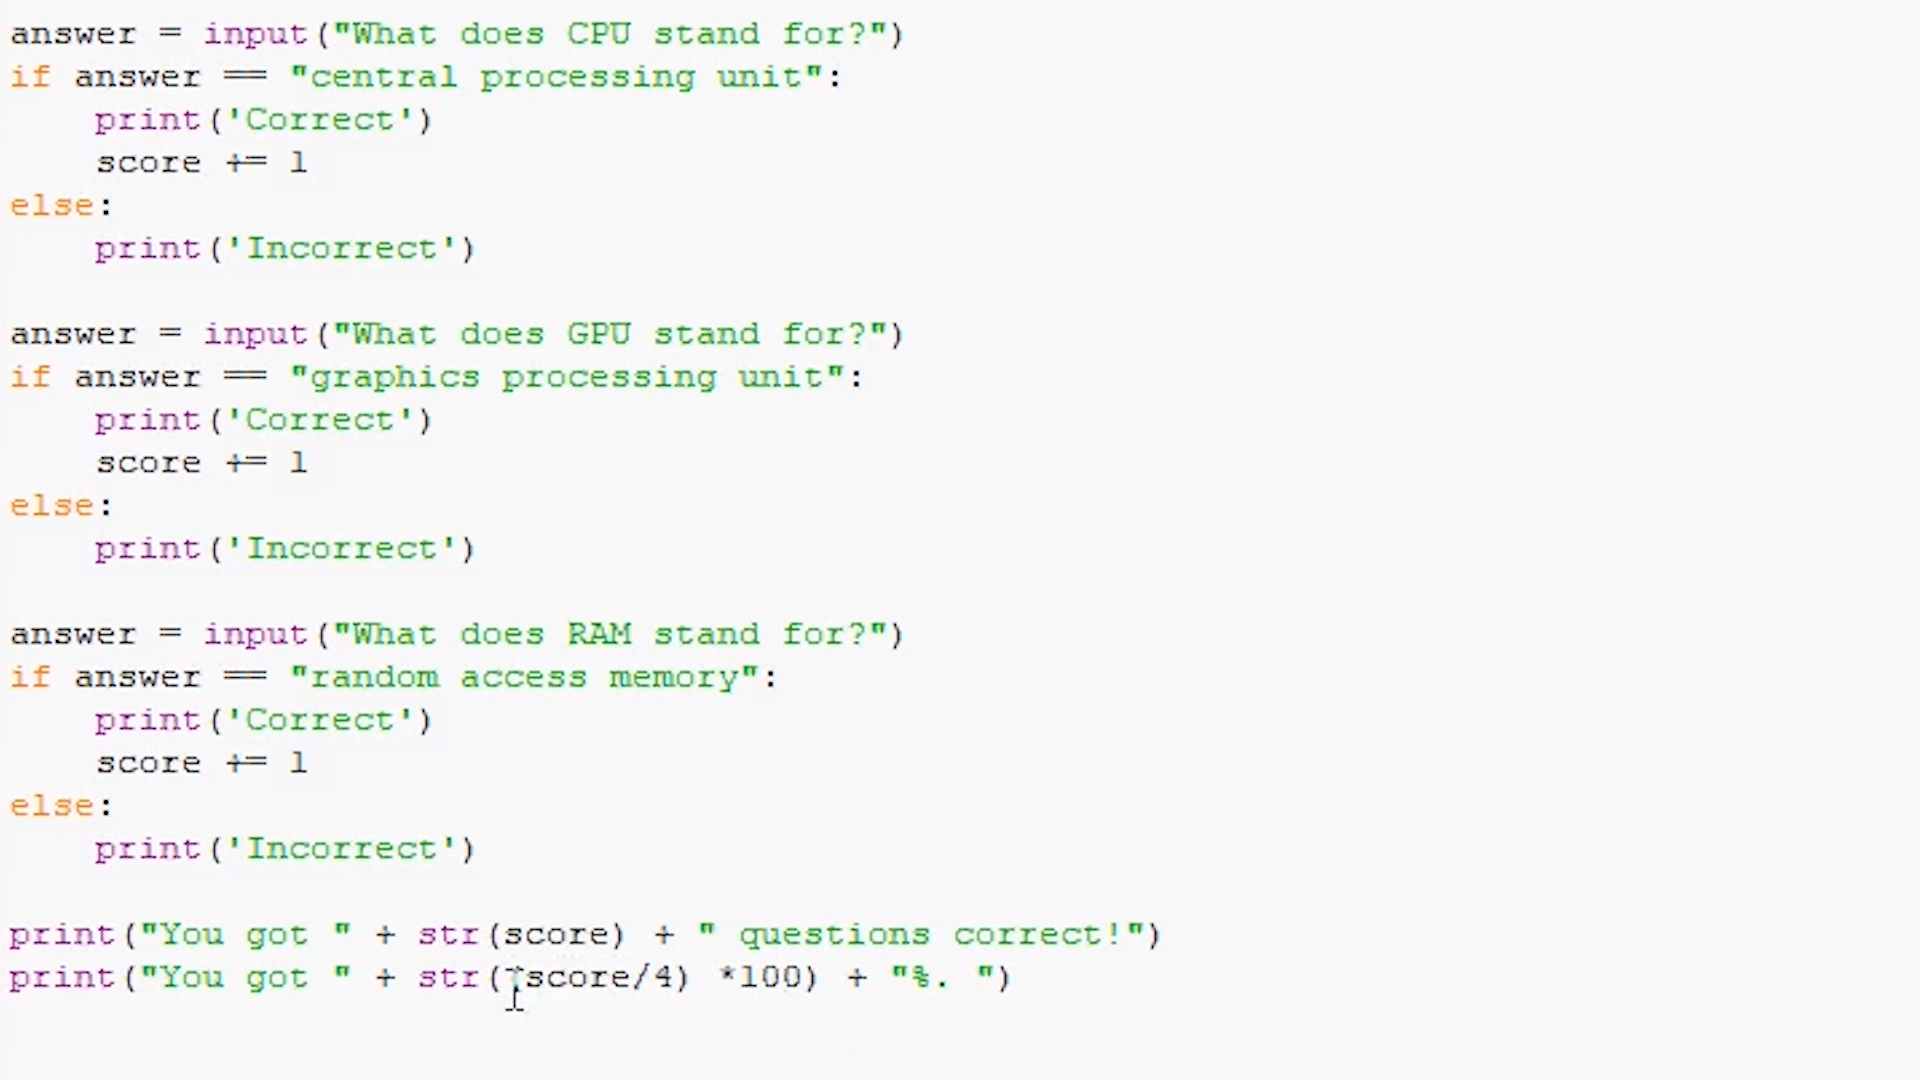 answer = input("What does CPU stand for?")
if answer == "central processing unit":
    print('Correct')
    score += 1
else:
    print('Incorrect')

answer = input("What does GPU stand for?")
if answer == "graphics processing unit":
    print('Correct')
    score += 1
else:
    print('Incorrect')

answer = input("What does RAM stand for?")
if answer == "random access memory":
    print('Correct')
    score += 1
else:
    print('Incorrect')

print("You got " + str(score) + " questions correct!")
print("You got " + str((score/4) *100) + "%. ")